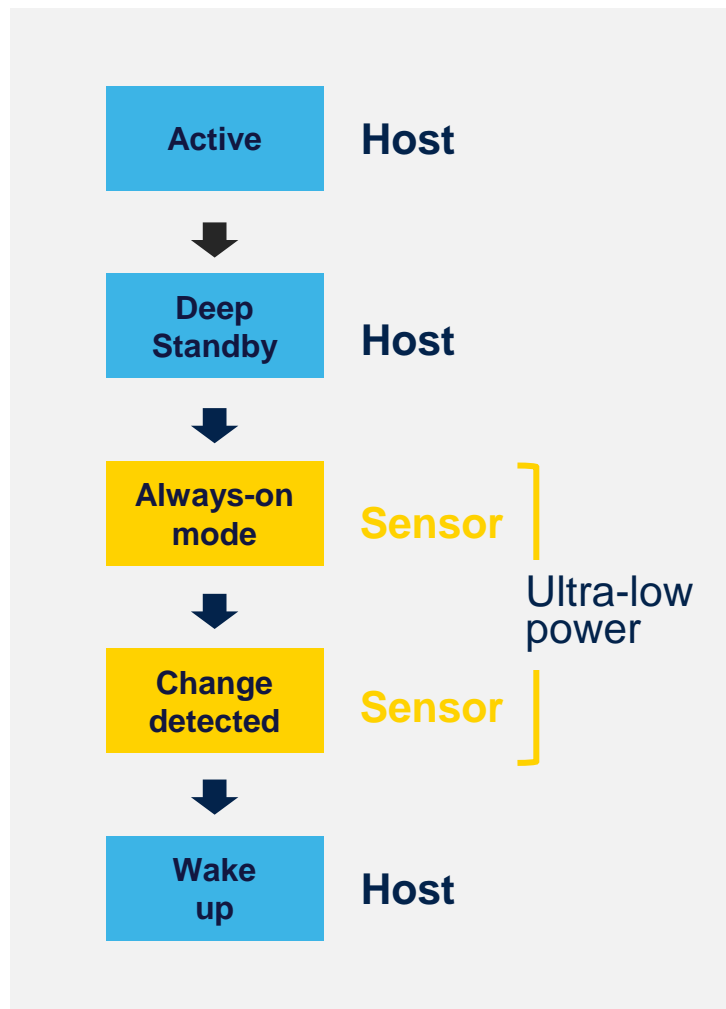 Active
Host
Deep
Standby
Host
Always-on
mode
Sensor
Ultra-low
power
Change
detected
Sensor
Wake
up
Host